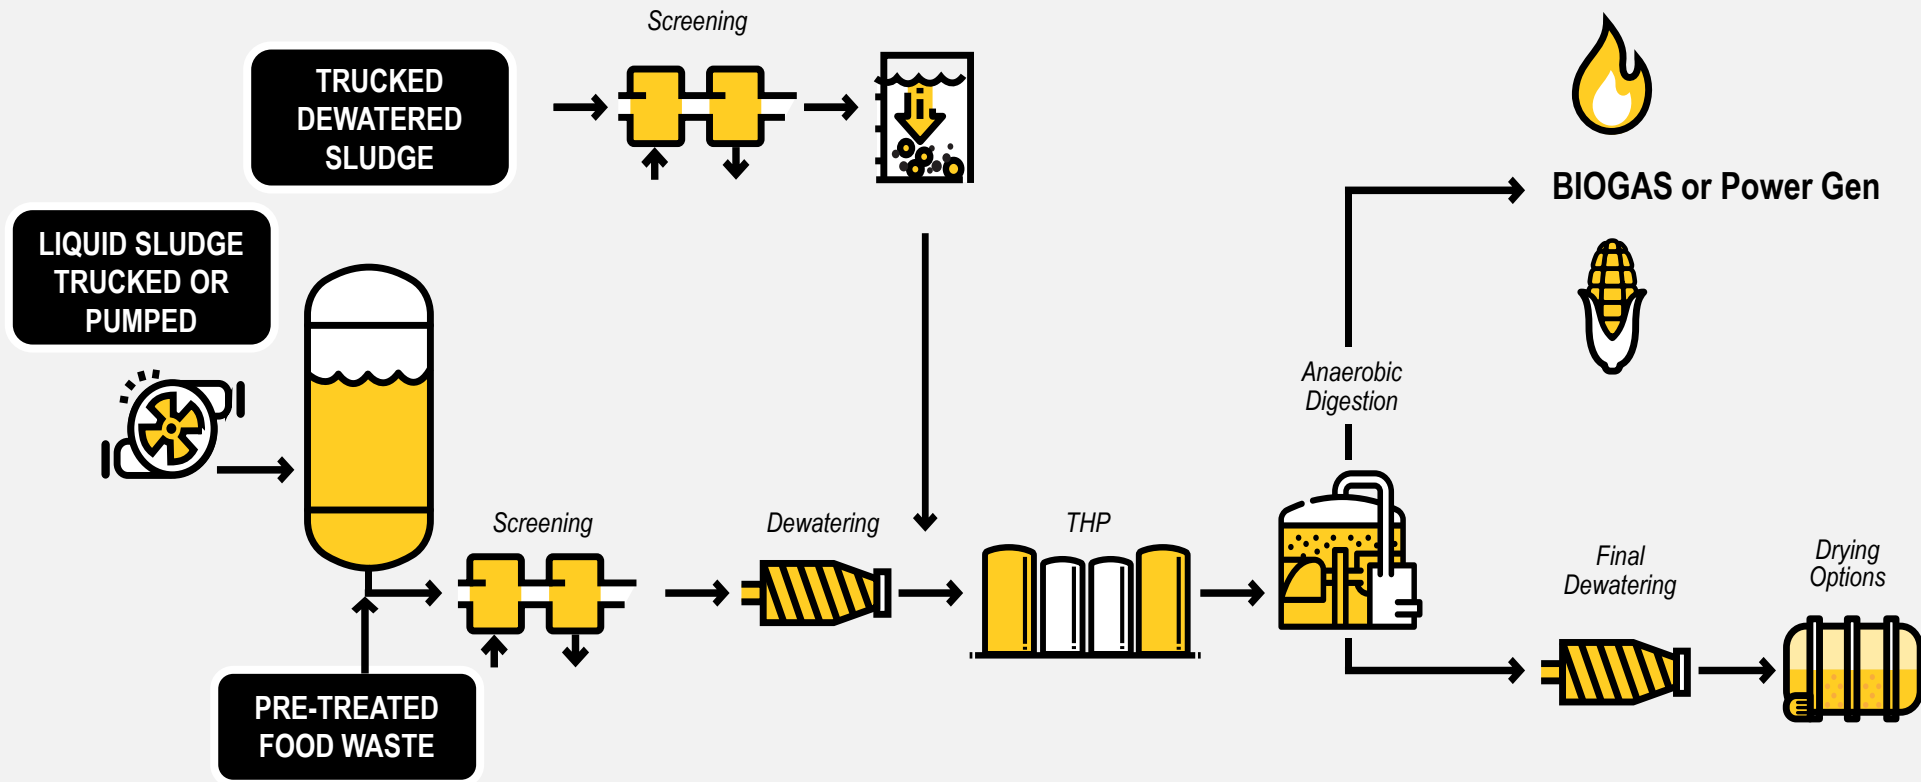 Screening
TRUCKED
DEWATERED
SLUDGE
BIOGAS or Power Gen
LIQUID SLUDGE
TRUCKED OR
PUMPED
Anaerobic
Digestion
Screening
Dewatering
THP
Final
Dewatering
Drying
Options
PRE-TREATED
FOOD WASTE